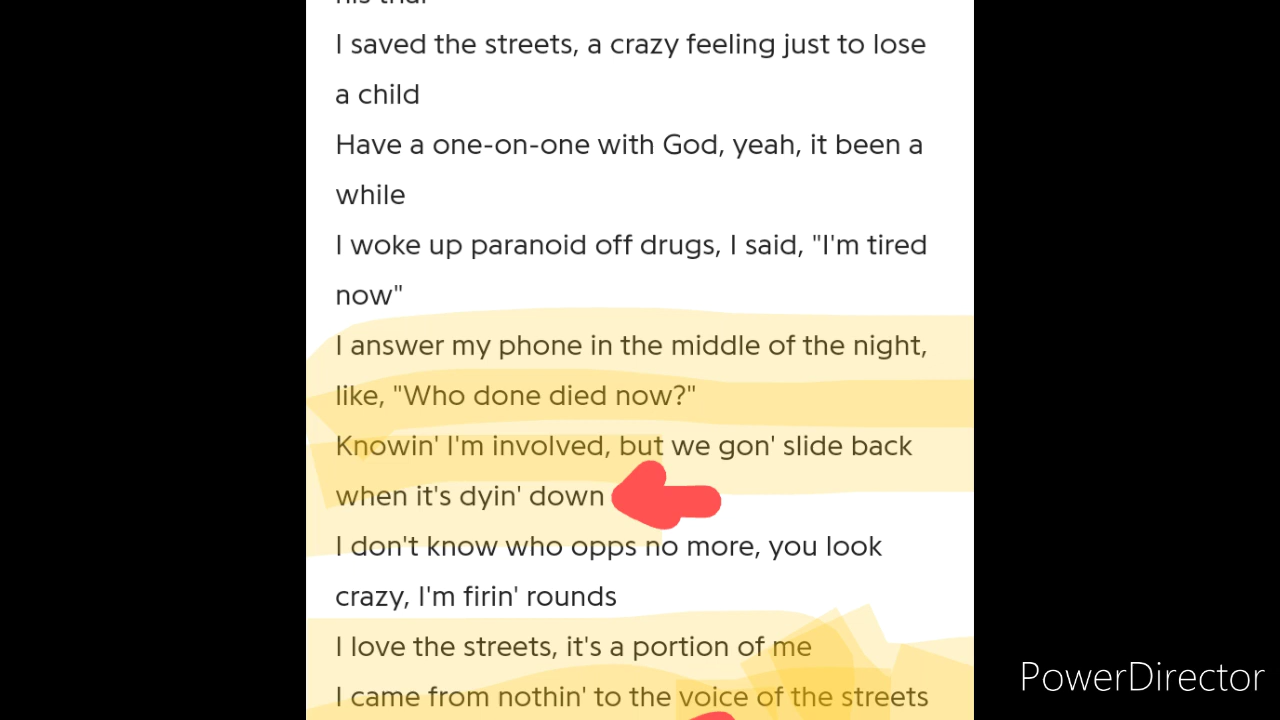 his trial
I saved the streets, a crazy feeling just to lose
a child
Have a one-on-one with God, yeah, it been a
while
I woke up paranoid off drugs, I said, "I'm tired
now"
I answer my phone in the middle of the night,
like, "Who done died now?"
Knowin' I'm involved, but we gon' slide back
when it's dyin' down
I don't know who opps no more, you look
crazy, I'm firin' rounds
I love the streets, it's a portion of me
I came from nothin' to the voice of the streets
PowerDirector